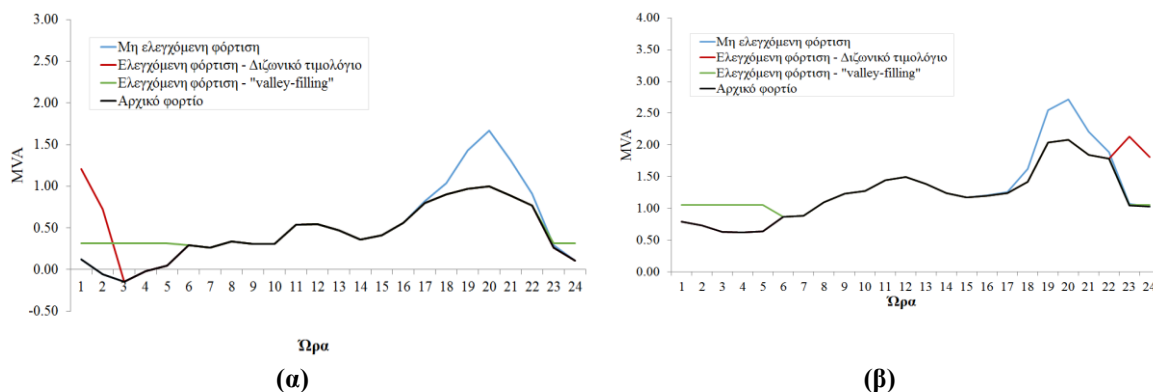 3.00
2.50
2.00
1.50
1.00
0.50
0.00
-0.50
MVA
Μη ελεγχόμενη φόρτιση
Ελεγχόμενη φόρτιση - Διζωνικό τιμολόγιο
Ελεγχόμενη φόρτιση - "valley-filling"
Αρχικό φορτίο
1 2 3 4 5 6 7 8 9 10 11 12 13 14 15 16 17 18 19 20 21 22 23 24
Ώρα
(α)
4.00
3.50
3.00
2.50
2.00
1.50
1.00
0.50
0.00
MVA
Μη ελεγχόμενη φόρτιση
Ελεγχόμενη φόρτιση - Διζωνικό τιμολόγιο
Ελεγχόμενη φόρτιση - "valley-filling"
Αρχικό φορτίο
1 2 3 4 5 6 7 8 9 10 11 12 13 14 15 16 17 18 19 20 21 22 23 24
Ώρα
(β)